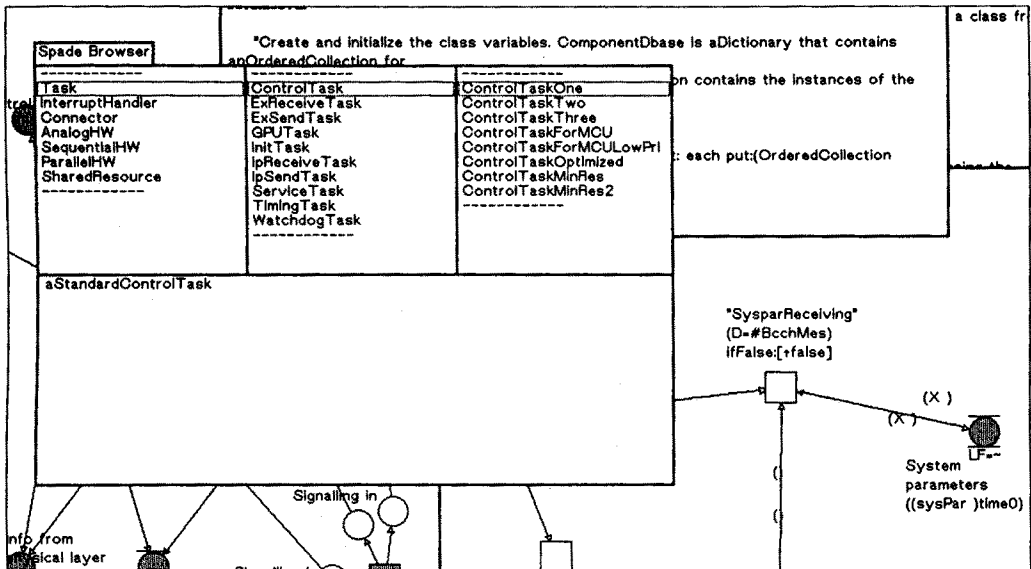 a class fr
"Create and initialize the class variables. ComponentDbase is aDictionary that contains
anOrderedCollection for
n contains the instances of the
: each put:(OrderedCollection
Spade Browser
-------------
Task
InterruptHandler
Connector
AnalogHW
SequentialHW
ParallelHW
SharedResource
-------------
-------------
ControlTask
ExReceiveTask
ExSendTask
GPUTask
InitTask
IpReceiveTask
IpSendTask
ServiceTask
TimingTask
WatchdogTask
-------------
-------------
ControlTaskOne
ControlTaskTwo
ControlTaskThree
ControlTaskForMCU
ControlTaskForMCULowPri
ControlTaskOptimized
ControlTaskMinRes
ControlTaskMinRes2
-------------
aStandardControlTask
"SysparReceiving"
(D=#BcchMes)
ifFalse:[↑false]
(X )
(X )
LF=~
System
parameters
((sysPar )time0)
()
()
Signalling in
info from
physical layer